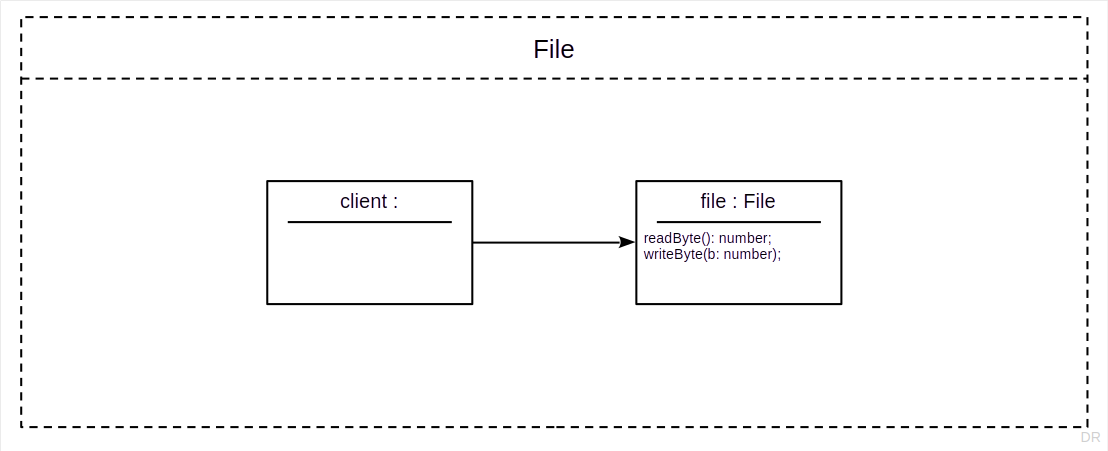 File
client :
file : File
readByte(): number;
writeByte(b: number);
DR